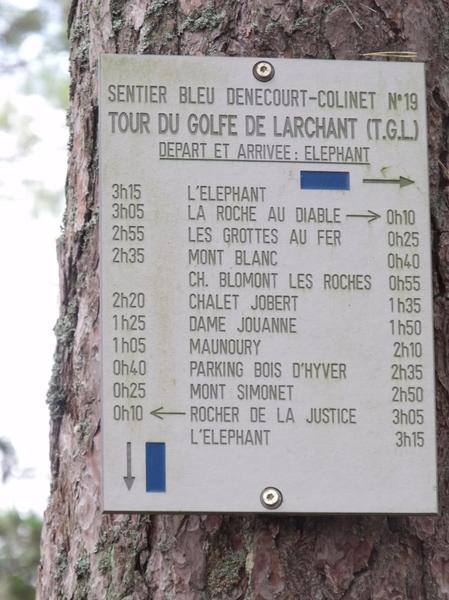 SENTIER BLEU DENECOURT-COLINET N°19
TOUR DU GOLFE DE LARCHANT (T.G.L.)
DEPART ET ARRIVEE: ELEPHANT
→
3h15 L'ELEPHANT
3h05 LA ROCHE AU DIABLE → 0h10
2h55 LES GROTTES AU FER 0h25
2h35 MONT BLANC 0h40
CH. BLOMONT LES ROCHES 0h55
2h20 CHALET JOBERT 1h35
1h25 DAME JOUANNE 1h50
1h05 MAUNOURY 2h10
0h40 PARKING BOIS D'HYVER 2h35
0h25 MONT SIMONET 2h50
0h10 ← ROCHER DE LA JUSTICE 3h05
L'ELEPHANT 3h15
↓